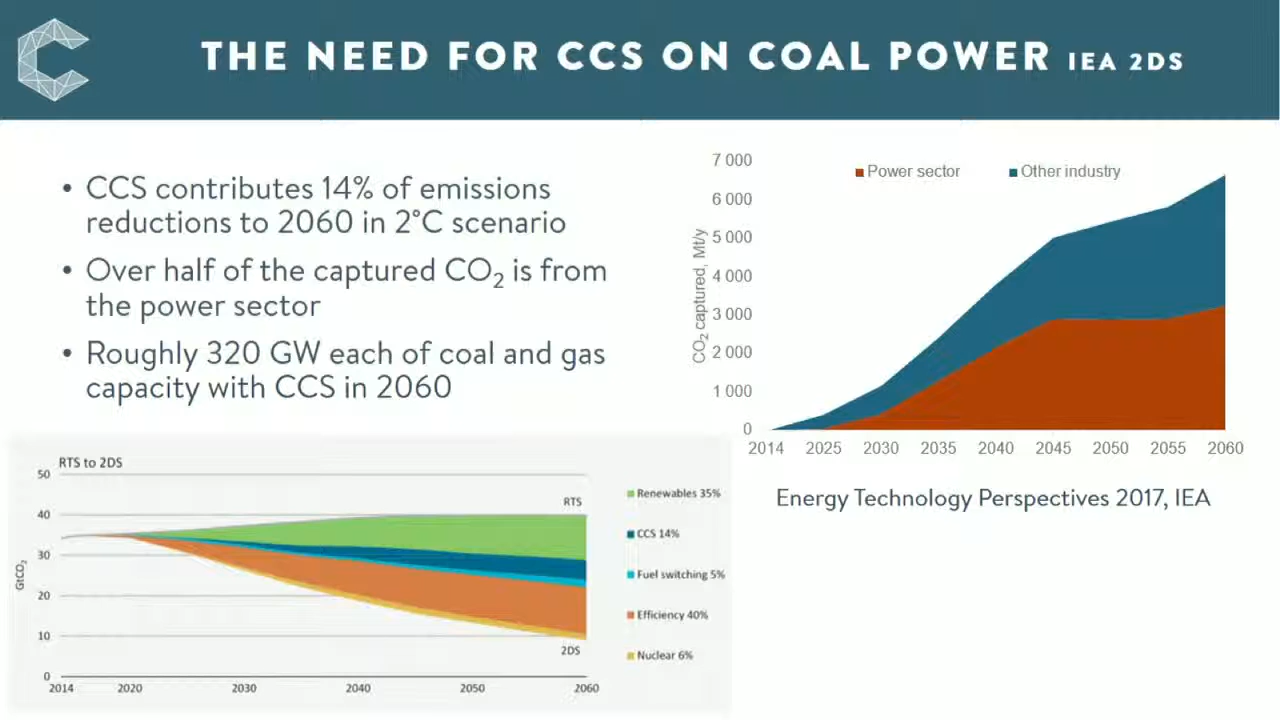 THE NEED FOR CCS ON COAL POWER IEA 2DS
• CCS contributes 14% of emissions
reductions to 2060 in 2°C scenario
• Over half of the captured CO₂ is from
the power sector
• Roughly 320 GW each of coal and gas
capacity with CCS in 2060
Power sector
Other industry
CO₂ captured, Mt/y
7 000
6 000
5 000
4 000
3 000
2 000
1 000
0
2014 2025 2030 2035 2040 2045 2050 2055 2060
Energy Technology Perspectives 2017, IEA
RTS to 2DS
GtCO₂
50
40
30
20
10
0
RTS
2DS
2014 2020 2030 2040 2050 2060
Renewables 35%
CCS 14%
Fuel switching 5%
Efficiency 40%
Nuclear 6%